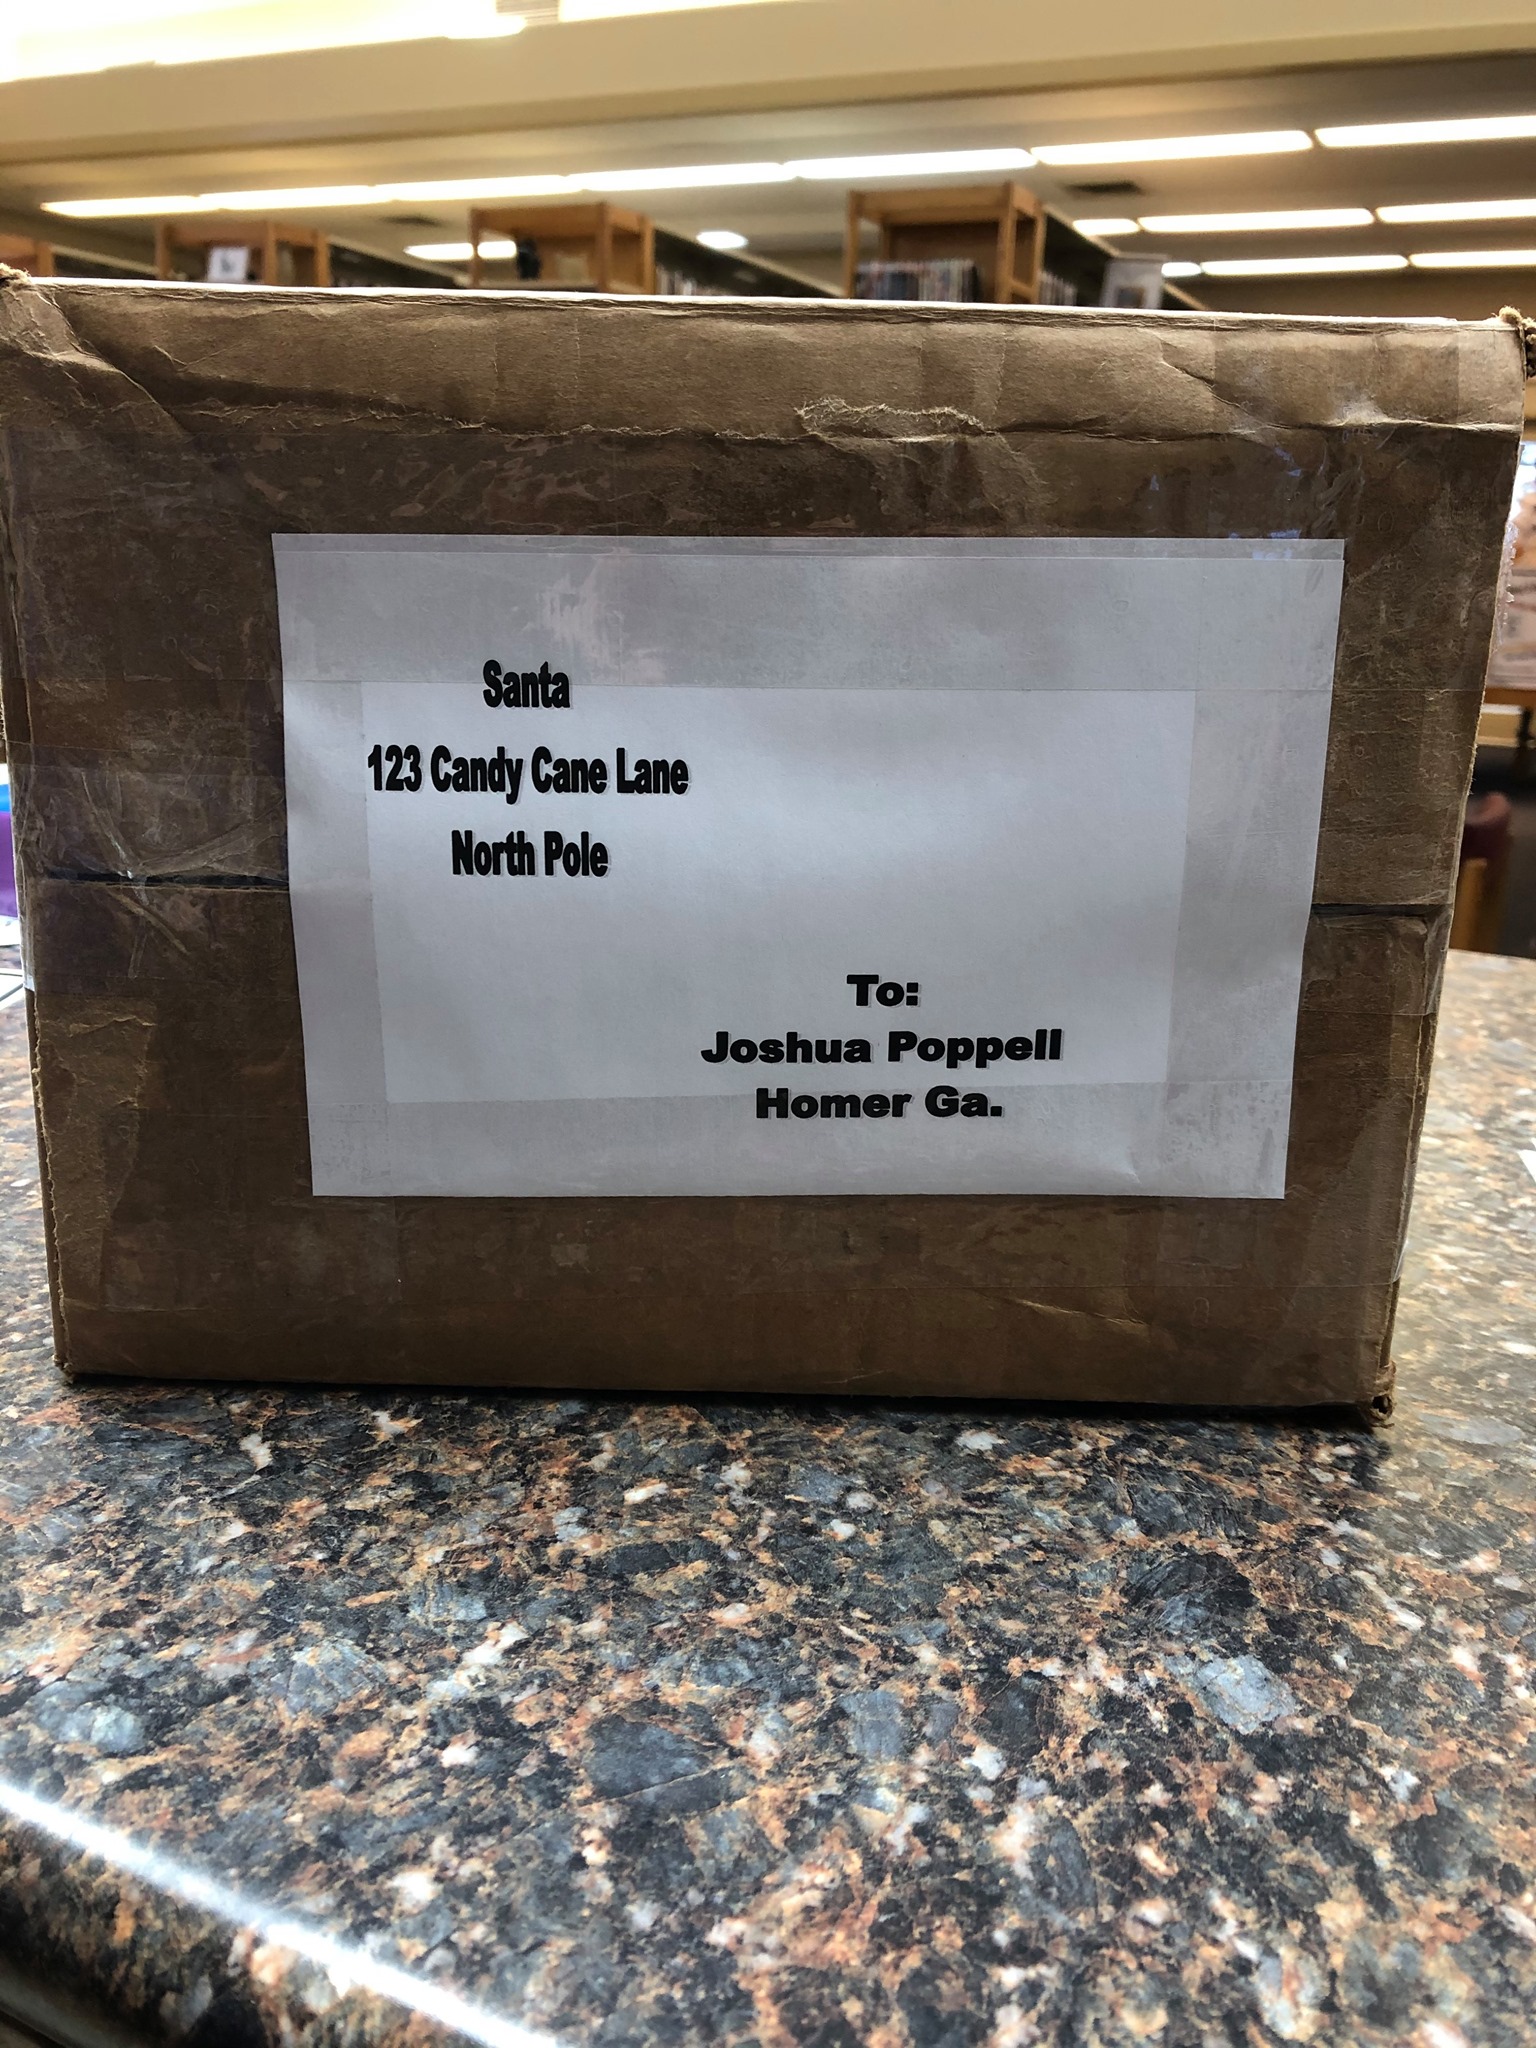 Santa
123 Candy Cane Lane
North Pole
To:
Joshua Poppell
Homer Ga.